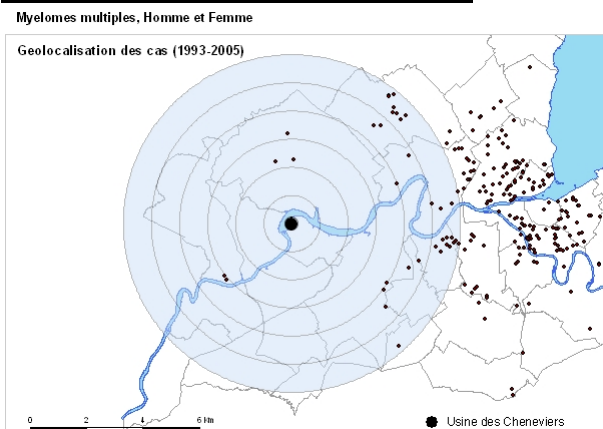 Myelomes multiples, Homme et Femme
Geolocalisation des cas (1993-2005)
0 2 4 6 Km
Usine des Cheneviers